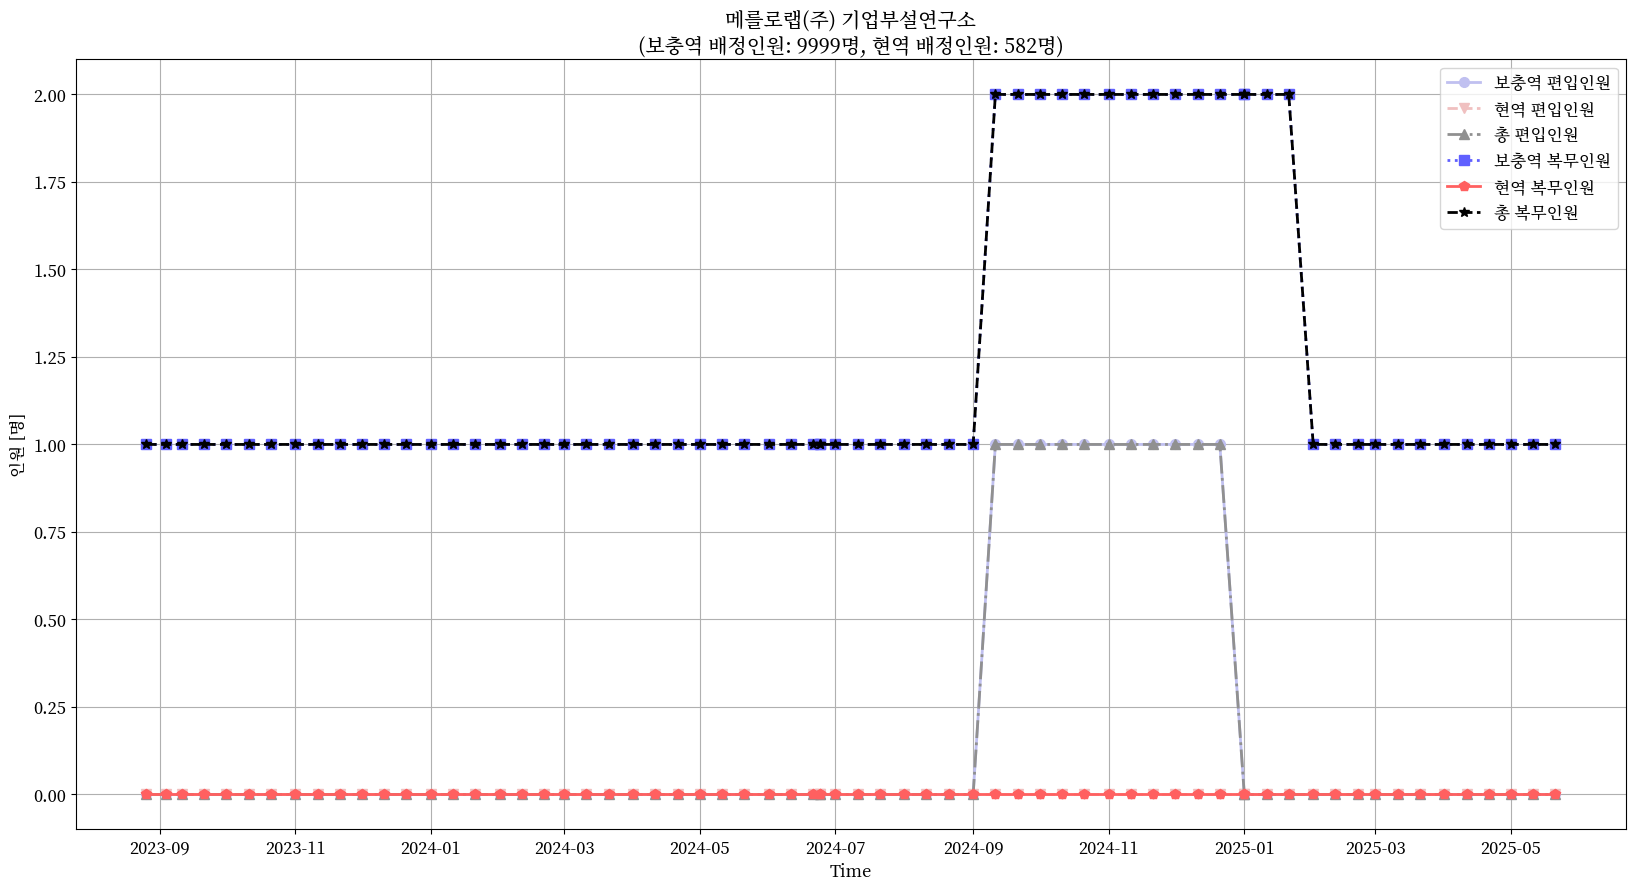 메를로랩(주) 기업부설연구소
(보충역 배정인원: 9999명, 현역 배정인원: 582명)
보충역 편입인원
현역 편입인원
총 편입인원
보충역 복무인원
현역 복무인원
총 복무인원
인원 [명]
2.00
1.75
1.50
1.25
1.00
0.75
0.50
0.25
0.00
2023-09 2023-11 2024-01 2024-03 2024-05 2024-07 2024-09 2024-11 2025-01 2025-03 2025-05
Time